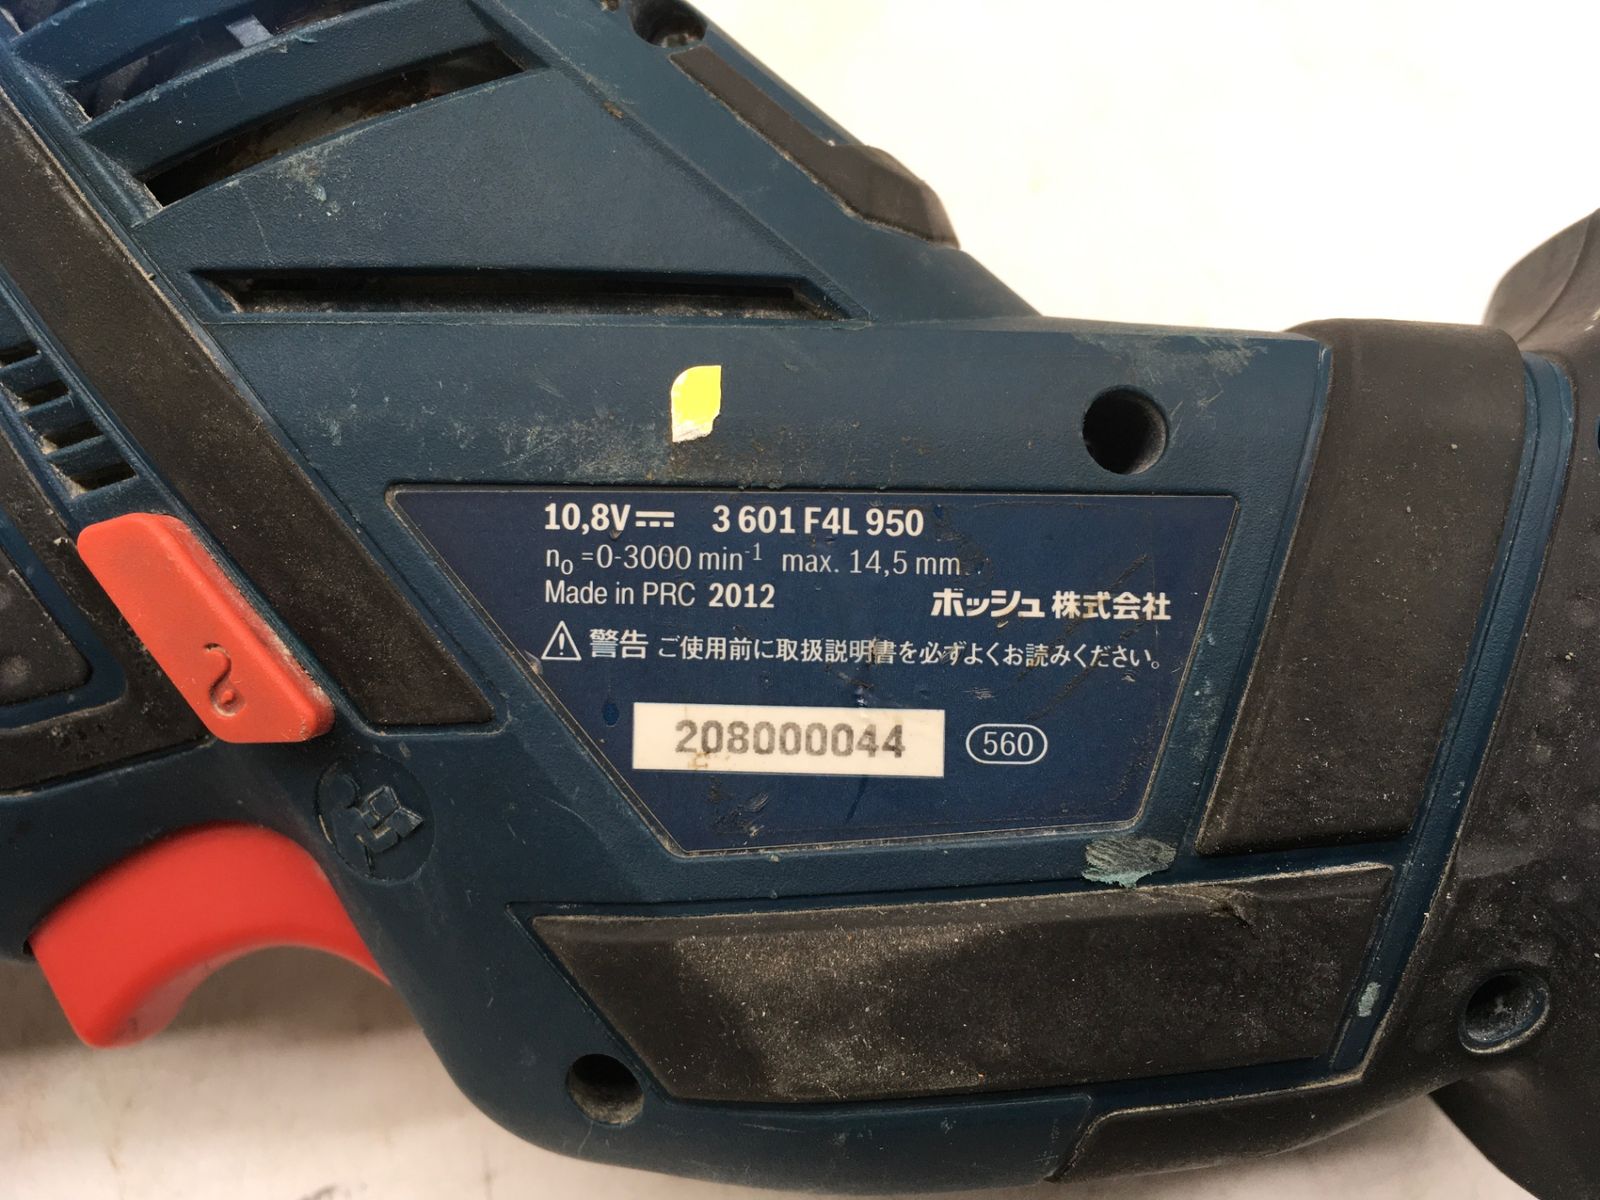 10,8V⎓ 3 601 F4L 950
n₀ =0-3000 min⁻¹ max. 14,5 mm
Made in PRC 2012
ボッシュ株式会社
⚠ 警告 ご使用前に取扱説明書を必ずよくお読みください。
208000044
560